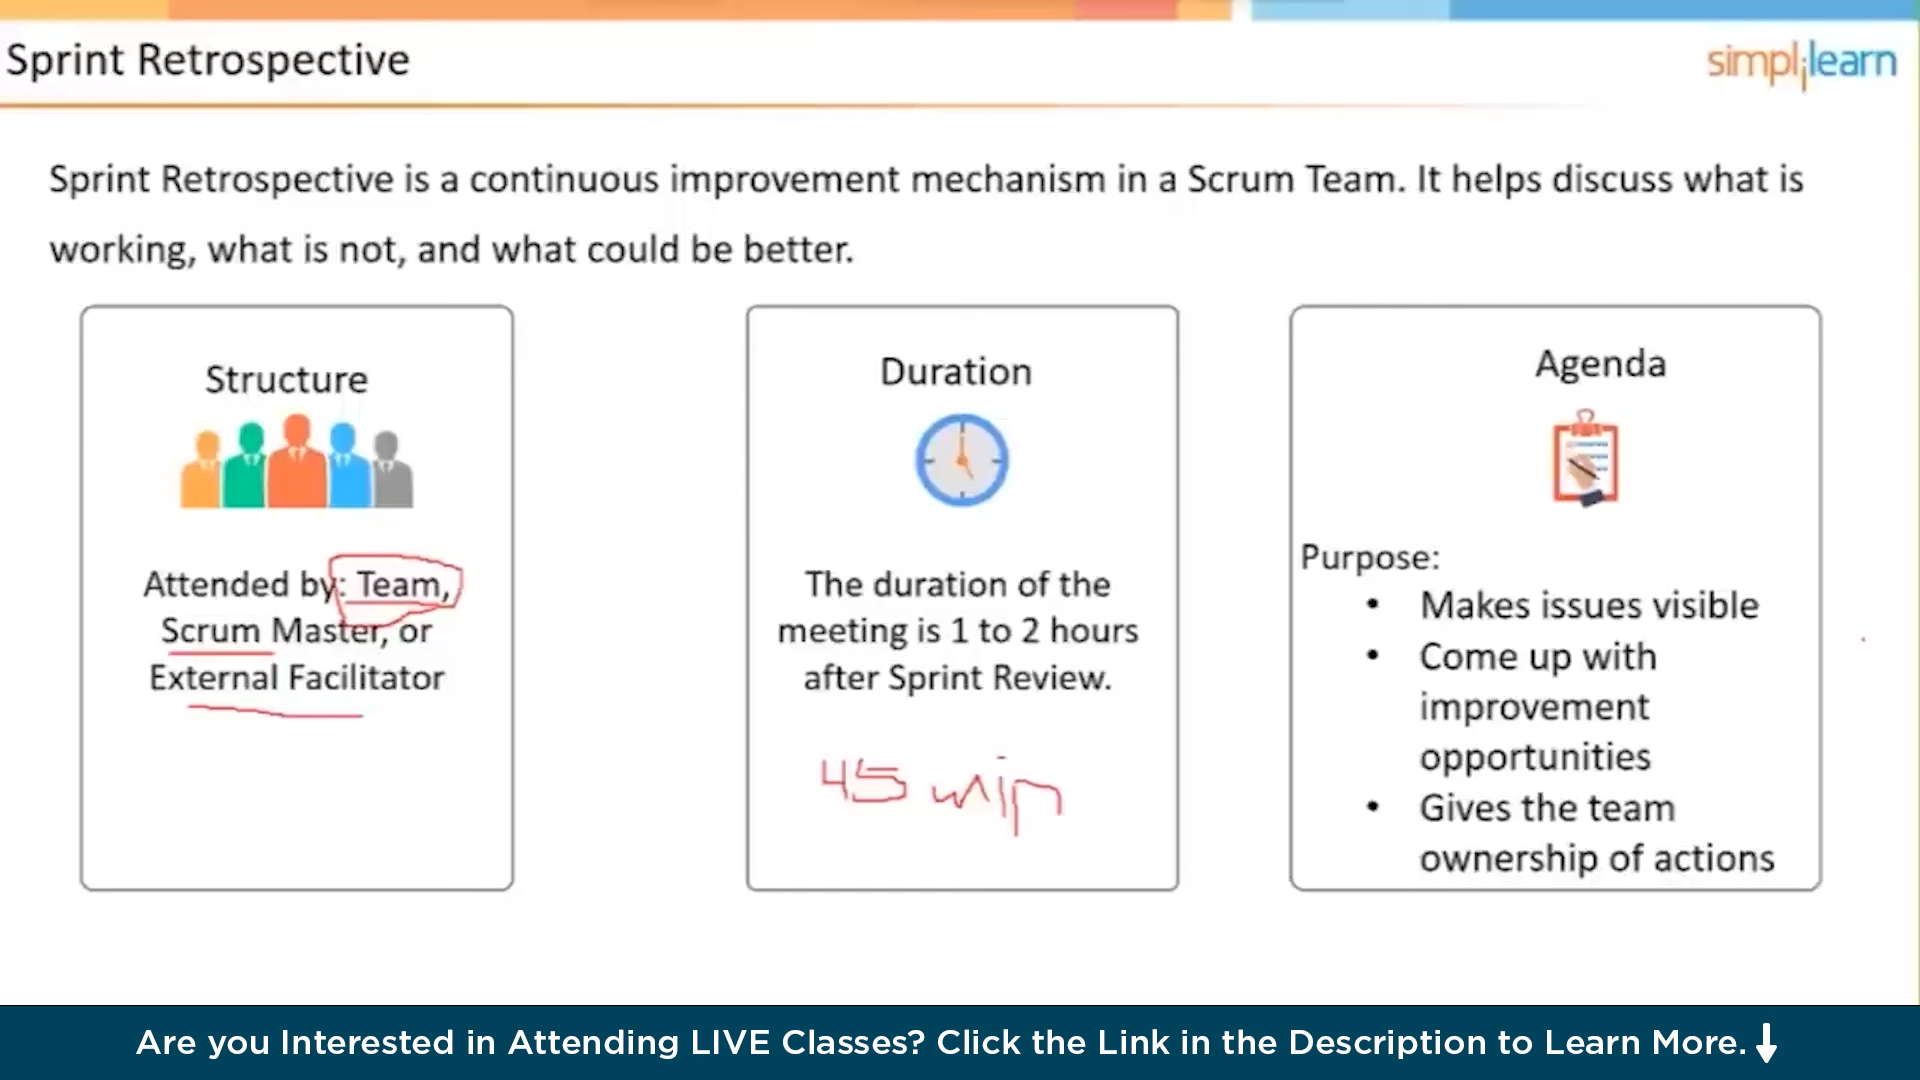 Sprint Retrospective
simplilearn
Sprint Retrospective is a continuous improvement mechanism in a Scrum Team. It helps discuss what is
working, what is not, and what could be better.
Structure
Attended by: Team,
Scrum Master, or
External Facilitator
Duration
The duration of the
meeting is 1 to 2 hours
after Sprint Review.
45 min
Agenda
Purpose:
• Makes issues visible
• Come up with
improvement
opportunities
• Gives the team
ownership of actions
Are you Interested in Attending LIVE Classes? Click the Link in the Description to Learn More.